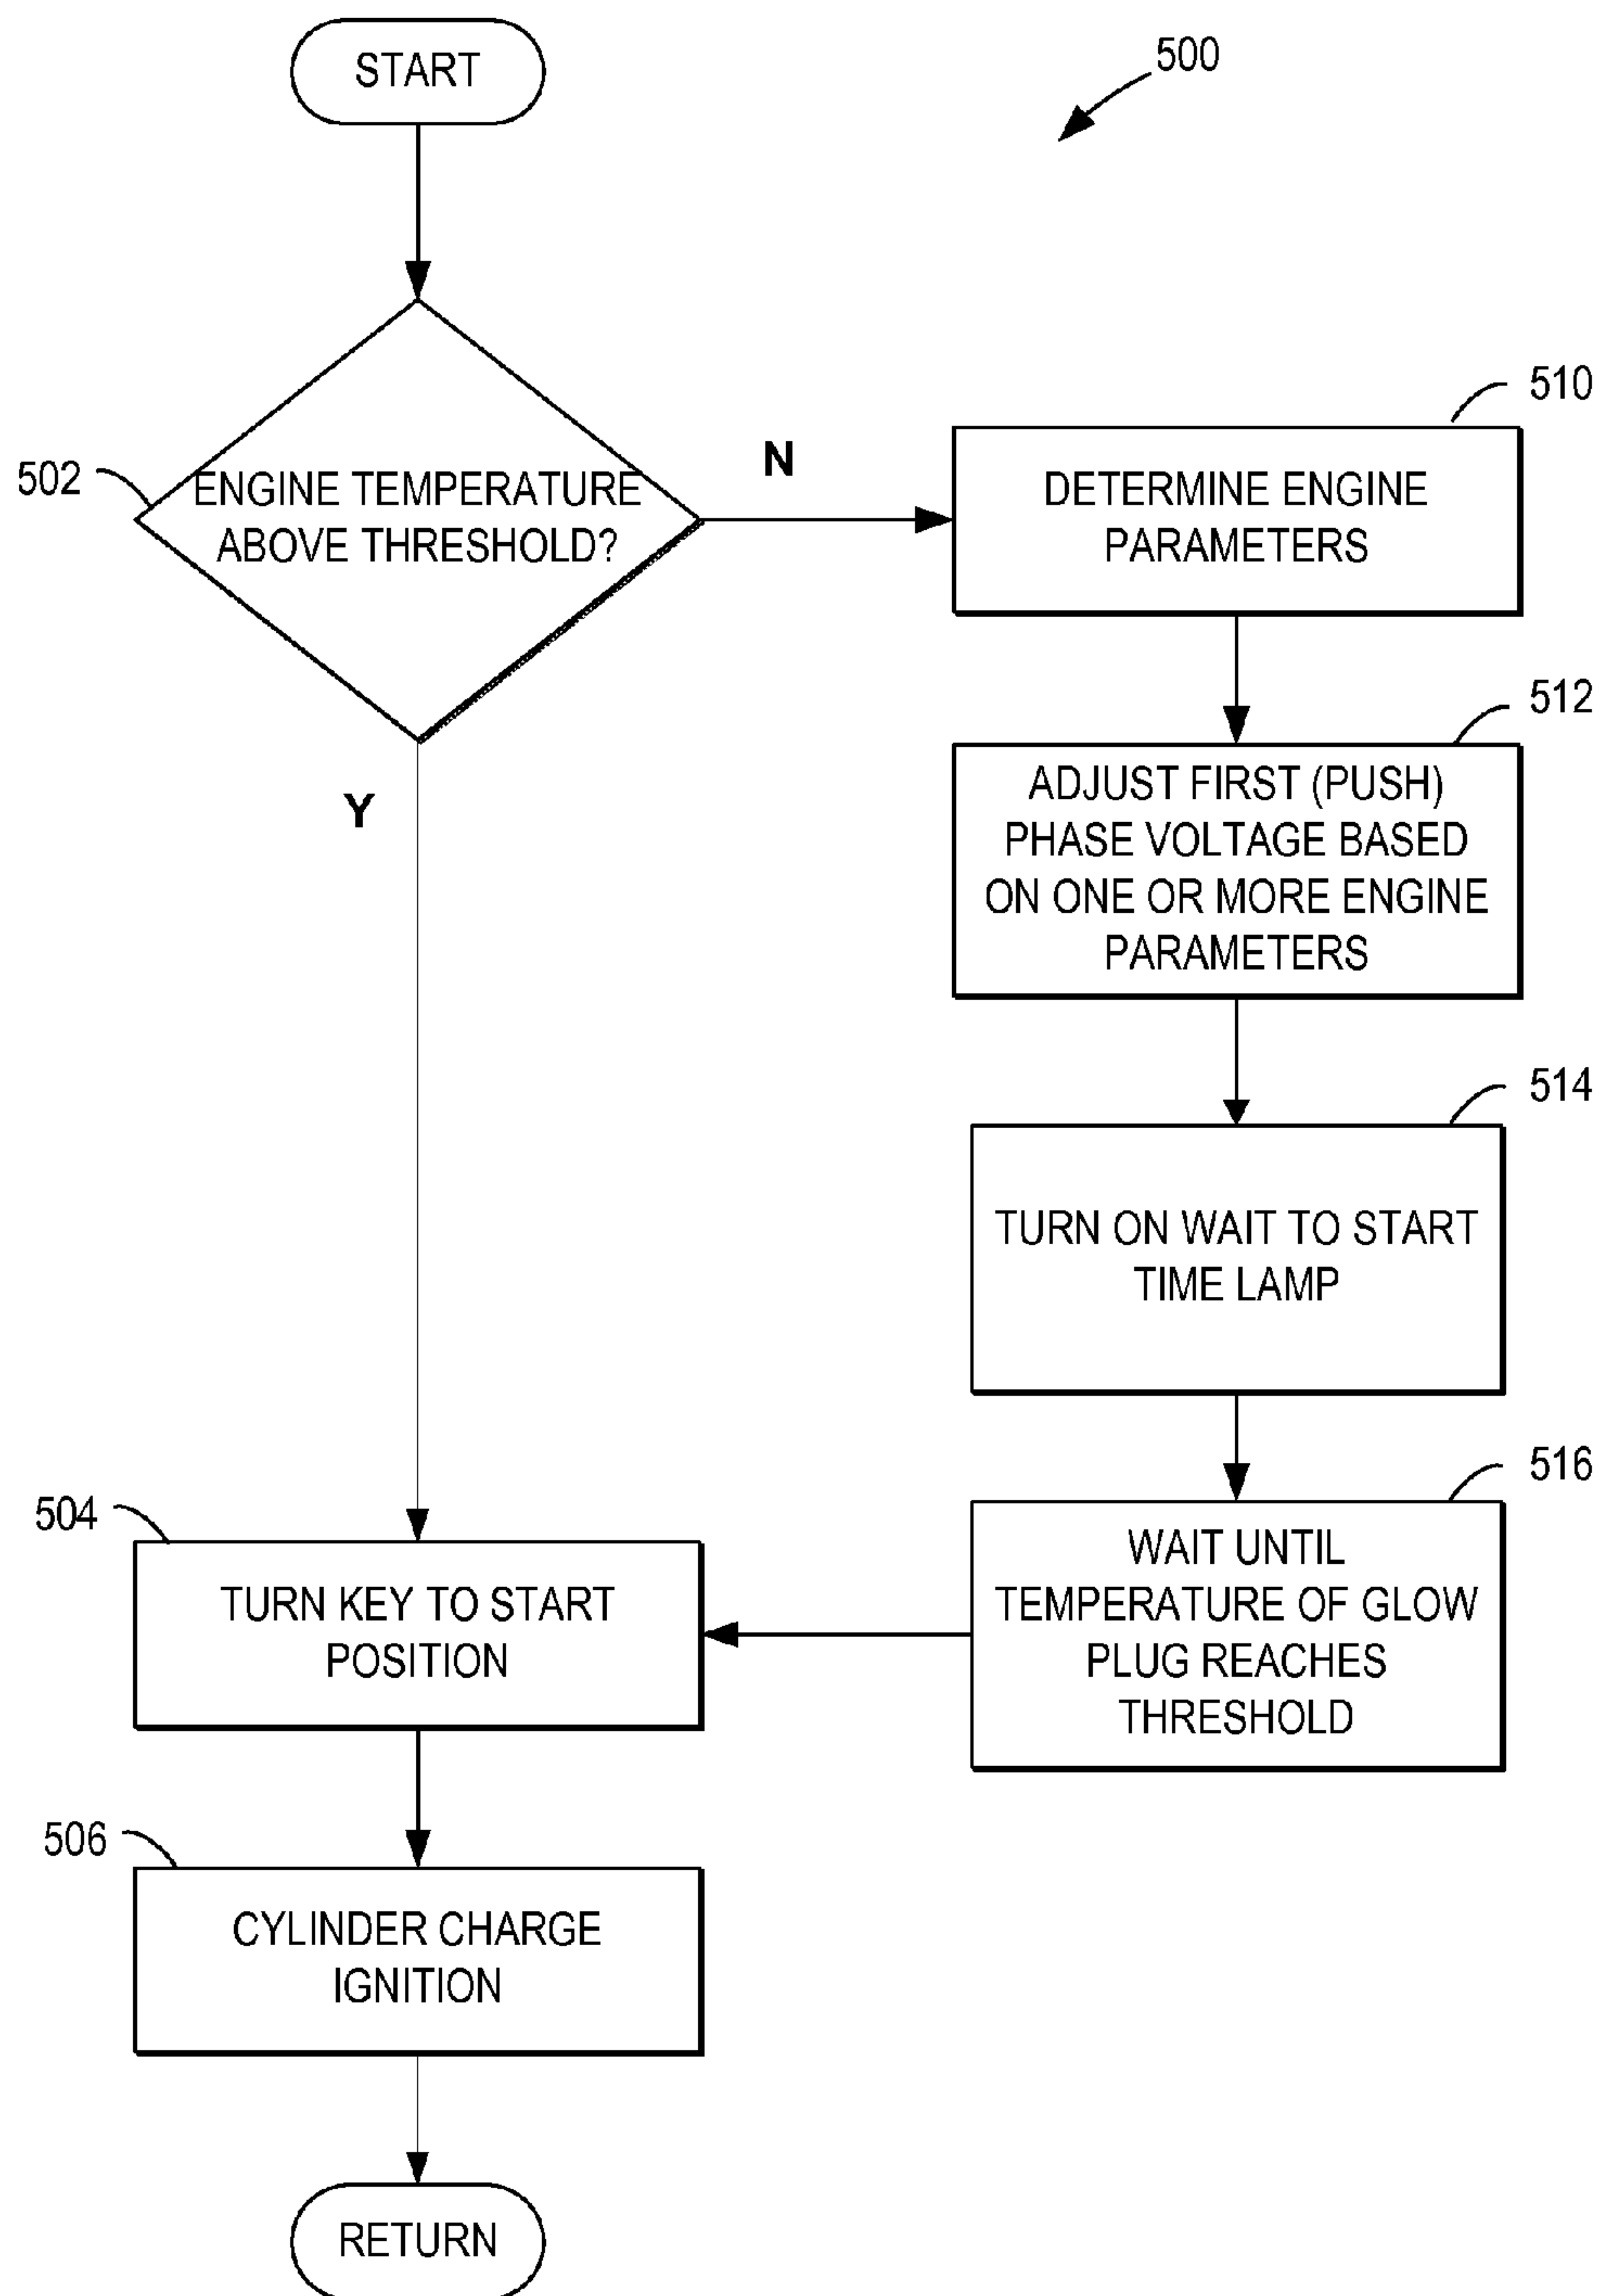 START
500
502
ENGINE TEMPERATURE
ABOVE THRESHOLD?
N
Y
510
DETERMINE ENGINE
PARAMETERS
512
ADJUST FIRST (PUSH)
PHASE VOLTAGE BASED
ON ONE OR MORE ENGINE
PARAMETERS
514
TURN ON WAIT TO START
TIME LAMP
516
WAIT UNTIL
TEMPERATURE OF GLOW
PLUG REACHES
THRESHOLD
504
TURN KEY TO START
POSITION
506
CYLINDER CHARGE
IGNITION
RETURN